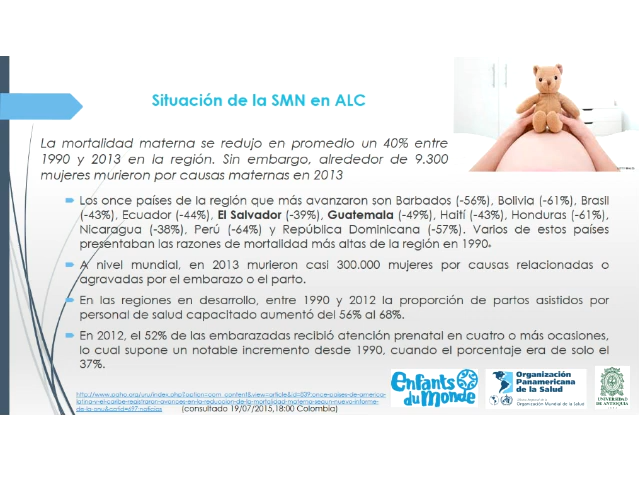 Situación de la SMN en ALC
La mortalidad materna se redujo en promedio un 40% entre
1990 y 2013 en la región. Sin embargo, alrededor de 9.300
mujeres murieron por causas maternas en 2013
Los once países de la región que más avanzaron son Barbados (-56%), Bolivia (-61%), Brasil
(-43%), Ecuador (-44%), El Salvador (-39%), Guatemala (-49%), Haití (-43%), Honduras (-61%),
Nicaragua (-38%), Perú (-64%) y República Dominicana (-57%). Varios de estos países
presentaban las razones de mortalidad más altas de la región en 1990.
A nivel mundial, en 2013 murieron casi 300.000 mujeres por causas relacionadas o
agravadas por el embarazo o el parto.
En las regiones en desarrollo, entre 1990 y 2012 la proporción de partos asistidos por
personal de salud capacitado aumentó del 56% al 68%.
En 2012, el 52% de las embarazadas recibió atención prenatal en cuatro o más ocasiones,
lo cual supone un notable incremento desde 1990, cuando el porcentaje era de solo el
37%.
(consultado 19/07/2015,18:00 Colombia)
Enfants
du Monde
Organización
Panamericana
de la Salud
Organización Mundial de la Salud
UNIVERSIDAD
DE ANTIOQUIA